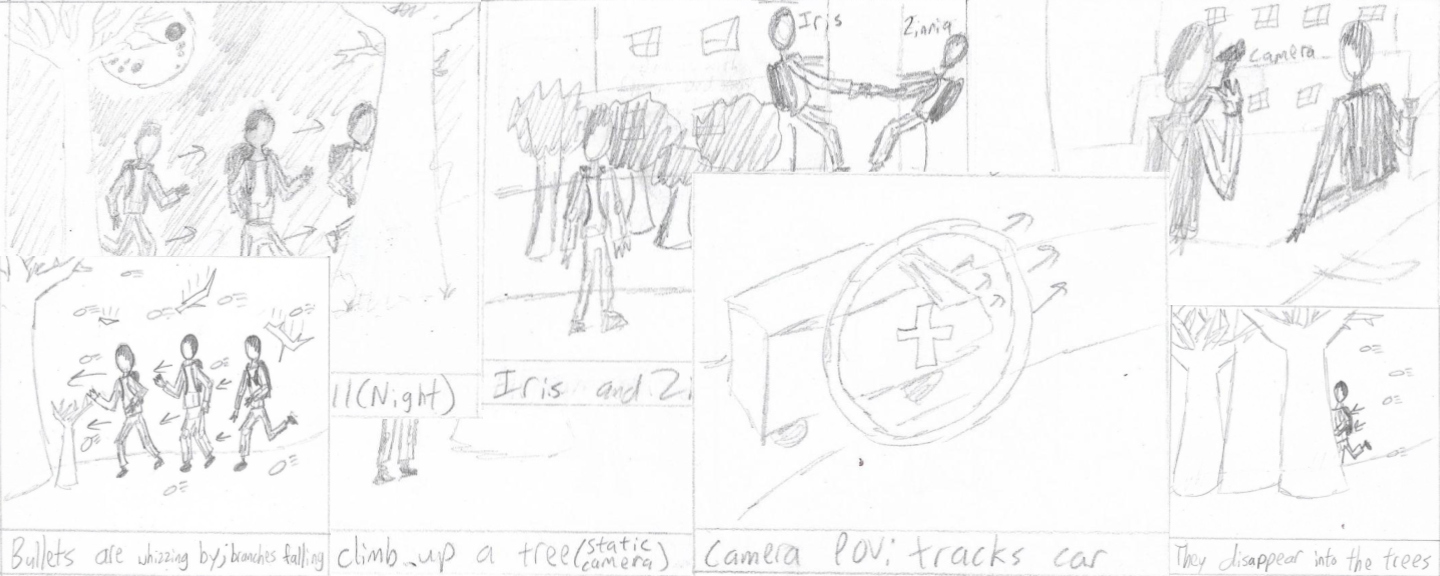 Iris
Zinnia
Camera
11(Night)
Iris and Zi
Bullets are whizzing by; branches falling
climb up a tree (static camera)
Camera POV: tracks car
They disappear into the trees